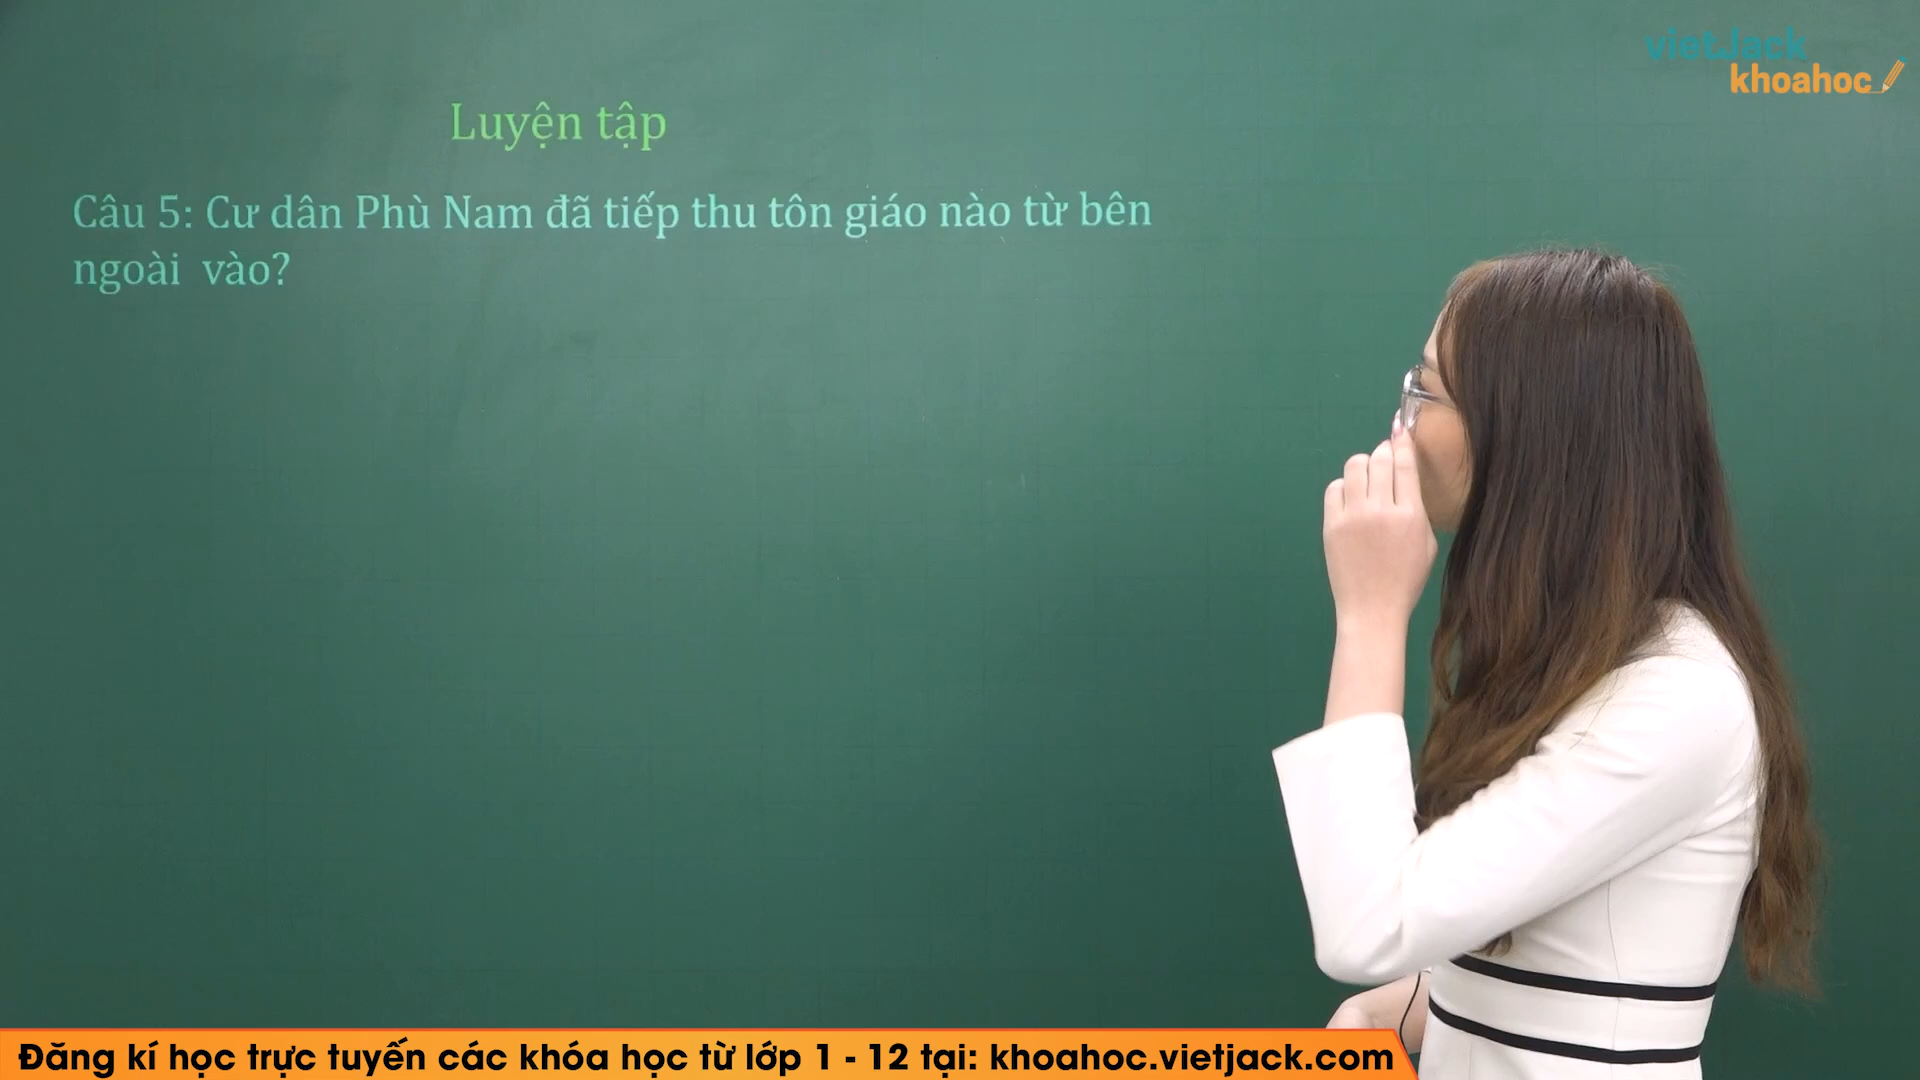 vietJack
khoahoc
Luyện tập
Câu 5: Cư dân Phù Nam đã tiếp thu tôn giáo nào từ bên
ngoài vào?
Đăng kí học trực tuyến các khóa học từ lớp 1 - 12 tại: khoahoc.vietjack.com